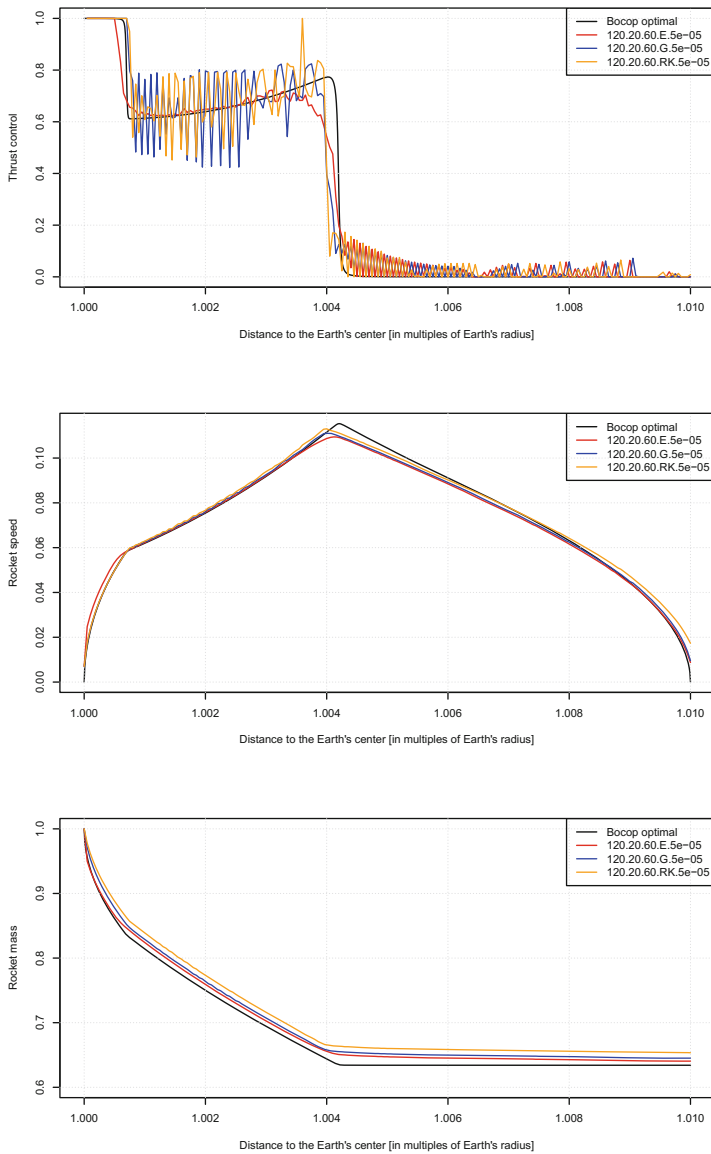 Thrust control
1.0
0.8
0.6
0.4
0.2
0.0
Bocop optimal
120.20.60.E.5e−05
120.20.60.G.5e−05
120.20.60.RK.5e−05
1.000 1.002 1.004 1.006 1.008 1.010
Distance to the Earth's center [in multiples of Earth's radius]
Rocket speed
0.10
0.08
0.06
0.04
0.02
0.00
Bocop optimal
120.20.60.E.5e−05
120.20.60.G.5e−05
120.20.60.RK.5e−05
1.000 1.002 1.004 1.006 1.008 1.010
Distance to the Earth's center [in multiples of Earth's radius]
Rocket mass
1.0
0.9
0.8
0.7
0.6
Bocop optimal
120.20.60.E.5e−05
120.20.60.G.5e−05
120.20.60.RK.5e−05
1.000 1.002 1.004 1.006 1.008 1.010
Distance to the Earth's center [in multiples of Earth's radius]